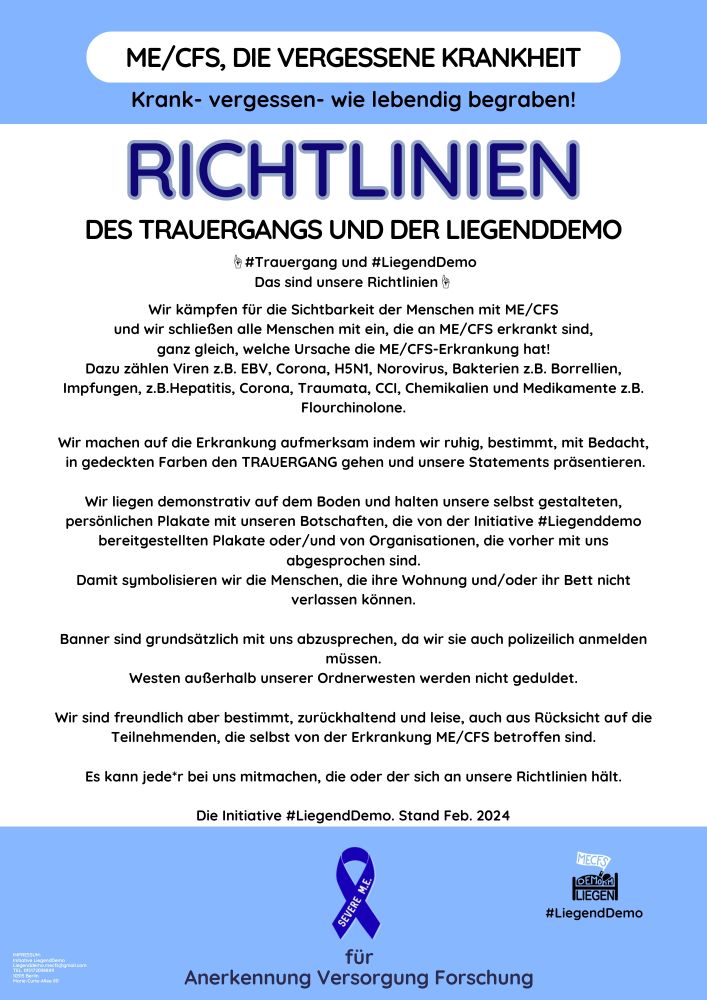 ME/CFS, DIE VERGESSENE KRANKHEIT
Krank- vergessen- wie lebendig begraben!
RICHTLINIEN
DES TRAUERGANGS UND DER LIEGENDDEMO
☝#Trauergang und #LiegendDemo
Das sind unsere Richtlinien☝
Wir kämpfen für die Sichtbarkeit der Menschen mit ME/CFS
und wir schließen alle Menschen mit ein, die an ME/CFS erkrankt sind,
ganz gleich, welche Ursache die ME/CFS-Erkrankung hat!
Dazu zählen Viren z.B. EBV, Corona, H5N1, Norovirus, Bakterien z.B. Borrellien,
Impfungen, z.B.Hepatitis, Corona, Traumata, CCI, Chemikalien und Medikamente z.B.
Flourchinolone.
Wir machen auf die Erkrankung aufmerksam indem wir ruhig, bestimmt, mit Bedacht,
in gedeckten Farben den TRAUERGANG gehen und unsere Statements präsentieren.
Wir liegen demonstrativ auf dem Boden und halten unsere selbst gestalteten,
persönlichen Plakate mit unseren Botschaften, die von der Initiative #Liegenddemo
bereitgestellten Plakate oder/und von Organisationen, die vorher mit uns
abgesprochen sind.
Damit symbolisieren wir die Menschen, die ihre Wohnung und/oder ihr Bett nicht
verlassen können.
Banner sind grundsätzlich mit uns abzusprechen, da wir sie auch polizeilich anmelden
müssen.
Westen außerhalb unserer Ordnerwesten werden nicht geduldet.
Wir sind freundlich aber bestimmt, zurückhaltend und leise, auch aus Rücksicht auf die
Teilnehmenden, die selbst von der Erkrankung ME/CFS betroffen sind.
Es kann jede*r bei uns mitmachen, die oder der sich an unsere Richtlinien hält.
Die Initiative #LiegendDemo. Stand Feb. 2024
SEVERE M.E.
MECFS
DEMO
LIEGEN
#LiegendDemo
IMPRESSUM:
Initiative LiegendDemo
10315 Berlin
für
Anerkennung Versorgung Forschung